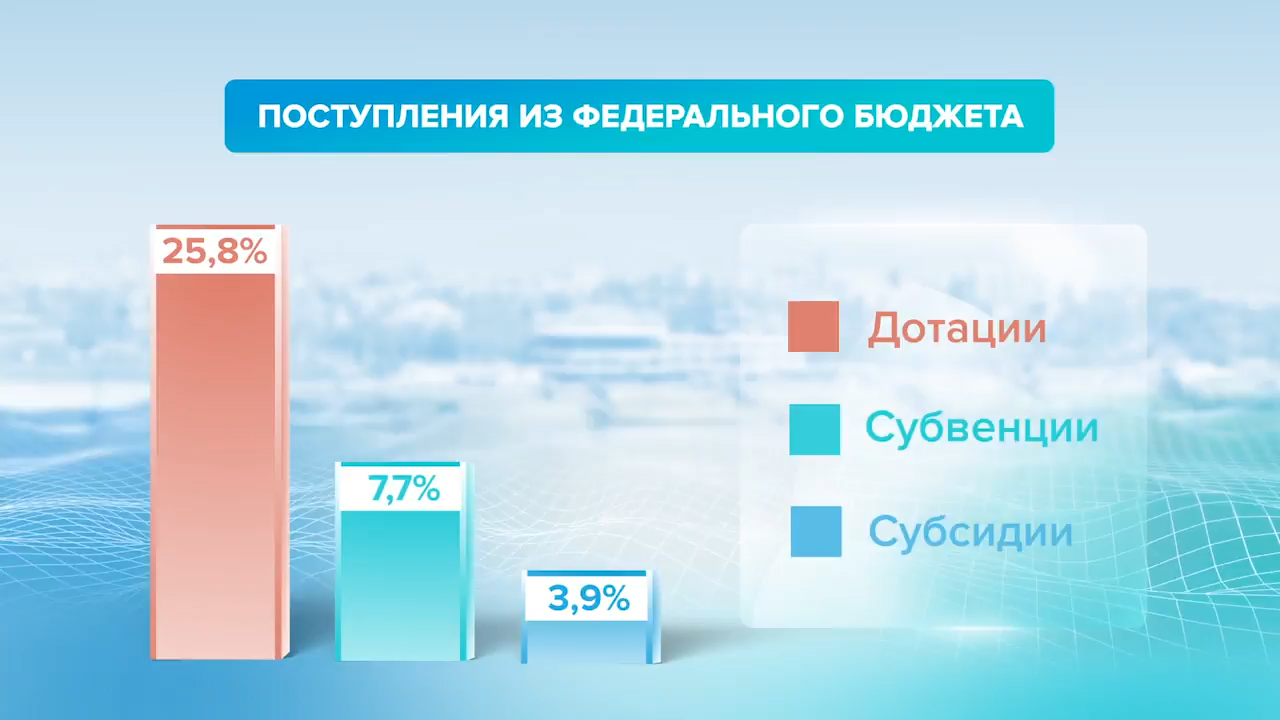 ПОСТУПЛЕНИЯ ИЗ ФЕДЕРАЛЬНОГО БЮДЖЕТА
25,8%
7,7%
3,9%
Дотации
Субвенции
Субсидии